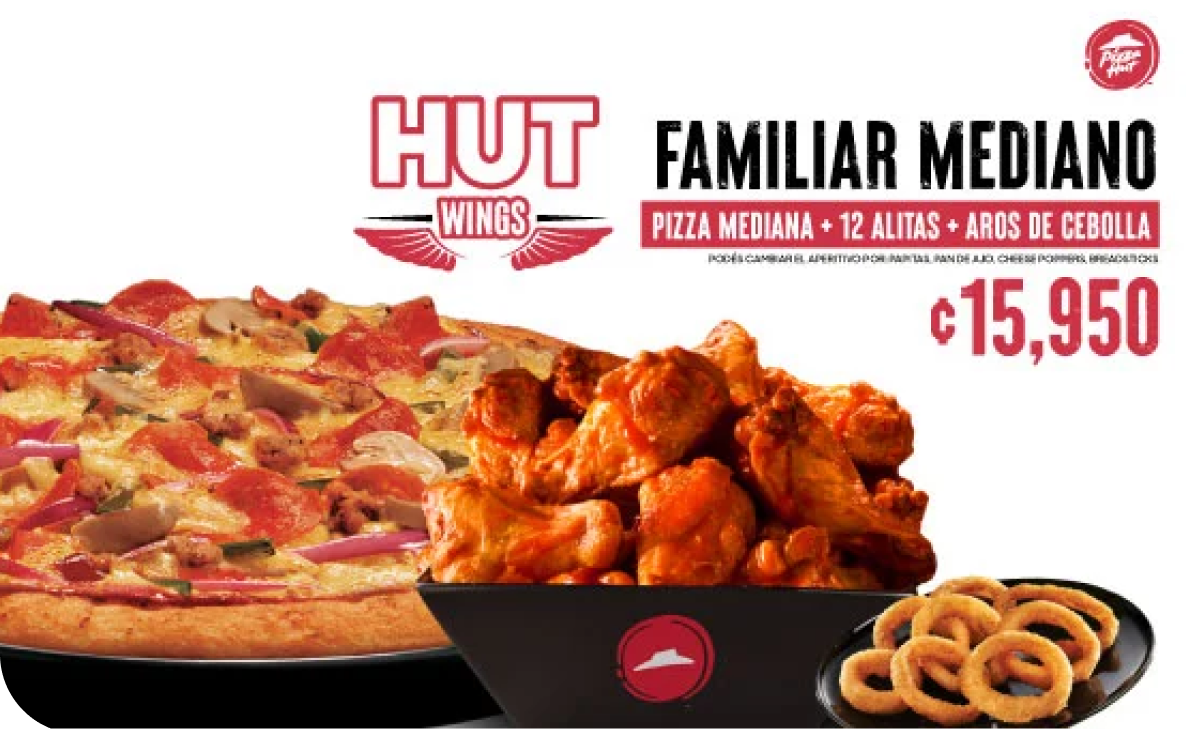 Pizza
Hut
HUT
WINGS
FAMILIAR MEDIANO
PIZZA MEDIANA + 12 ALITAS + AROS DE CEBOLLA
PODÉS CAMBIAR EL APERITIVO POR: PAPITAS, PAN DE AJO, CHEESE POPPERS, BREADSTICKS
¢15,950